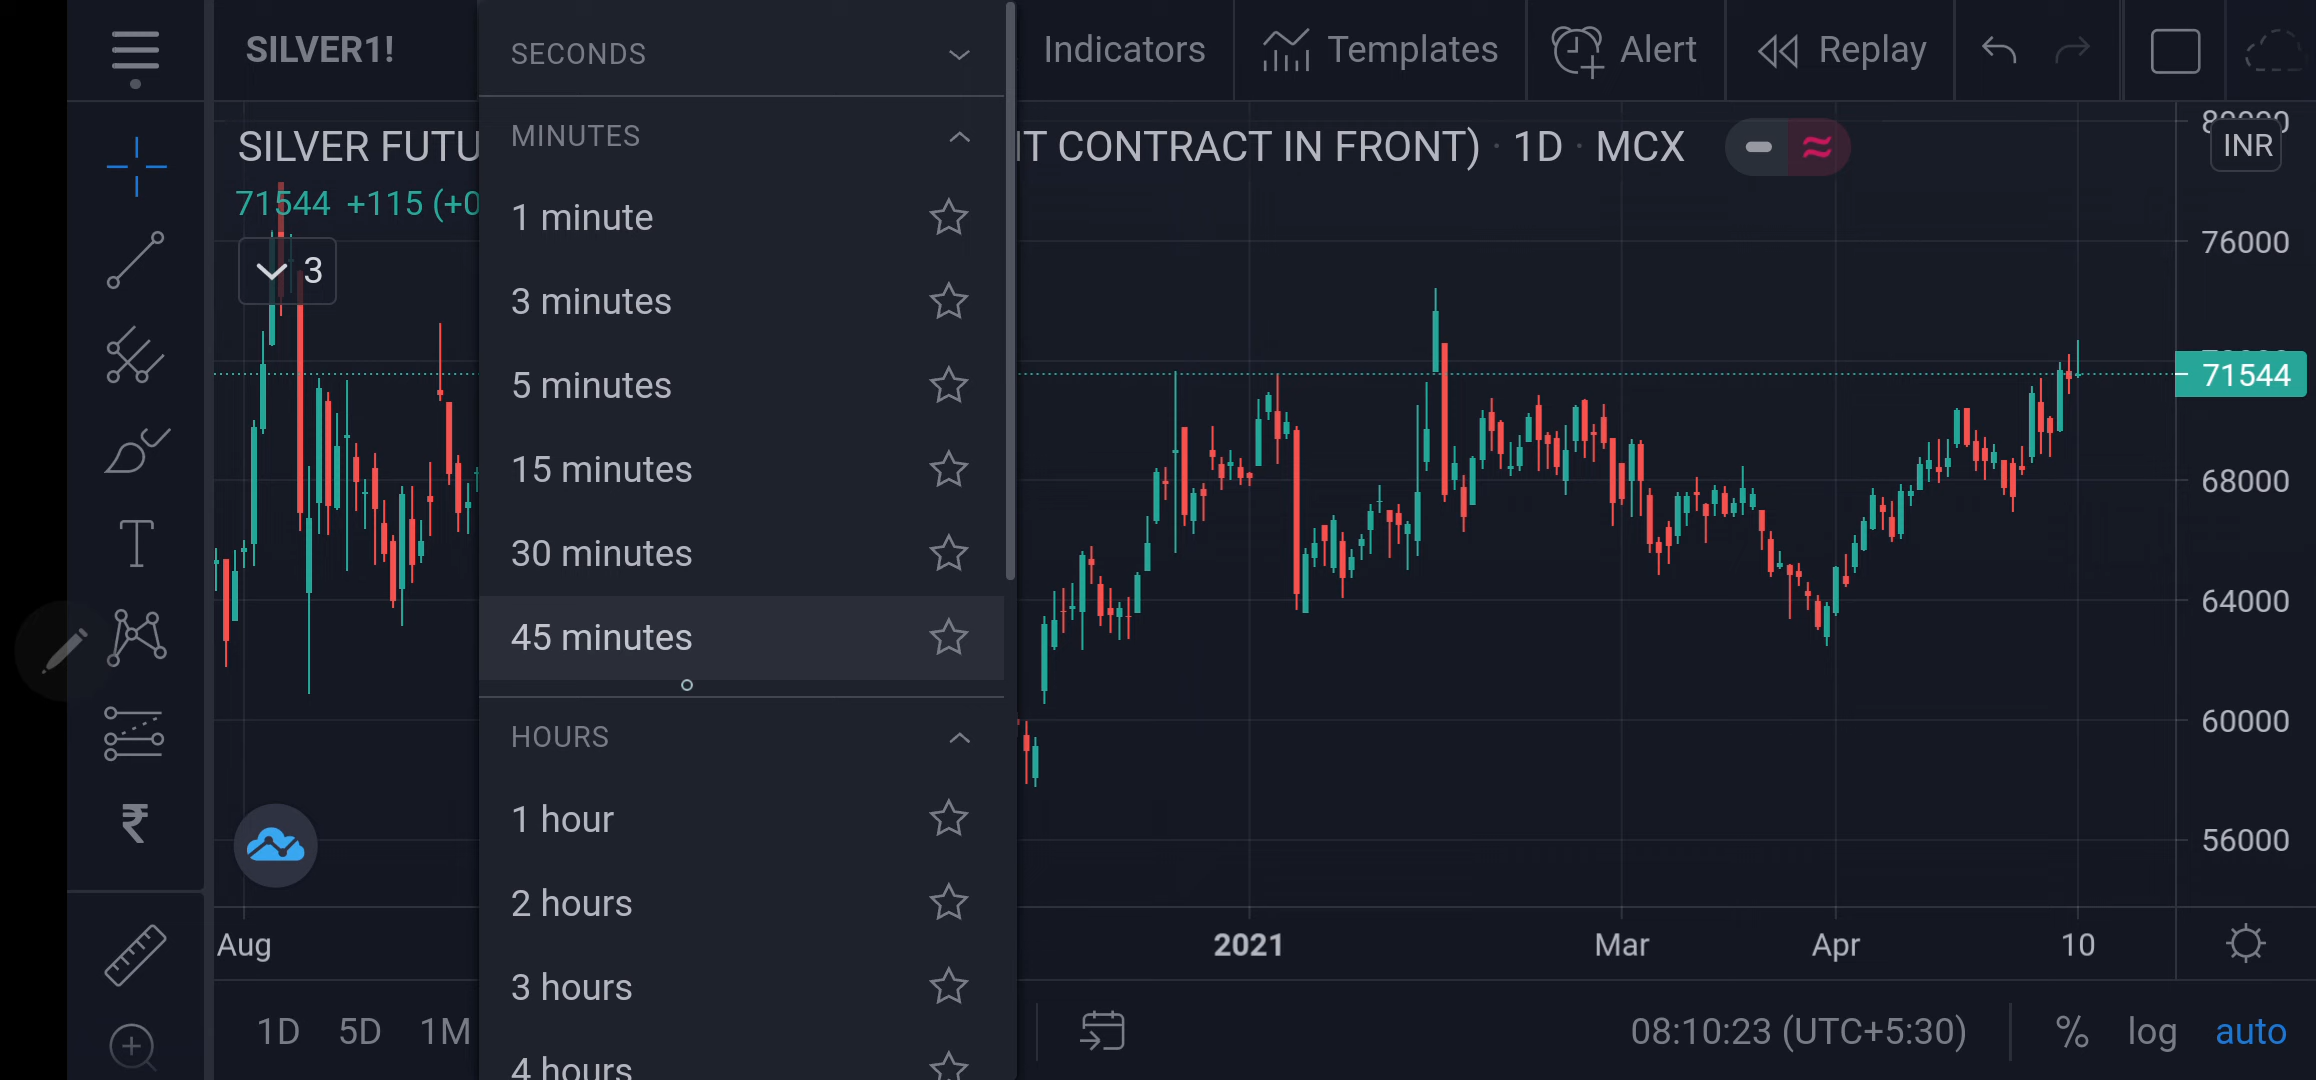 SILVER1!
Indicators
Templates
Alert
Replay
SILVER FUTU
CONTRACT IN FRONT) · 1D · MCX
71544 +115 (+0
3
SECONDS
MINUTES
1 minute
3 minutes
5 minutes
15 minutes
30 minutes
45 minutes
HOURS
1 hour
2 hours
3 hours
4 hours
INR
76000
71544
68000
64000
60000
56000
Aug
2021
Mar
Apr
10
1D
5D
1M
08:10:23 (UTC+5:30)
%
log
auto